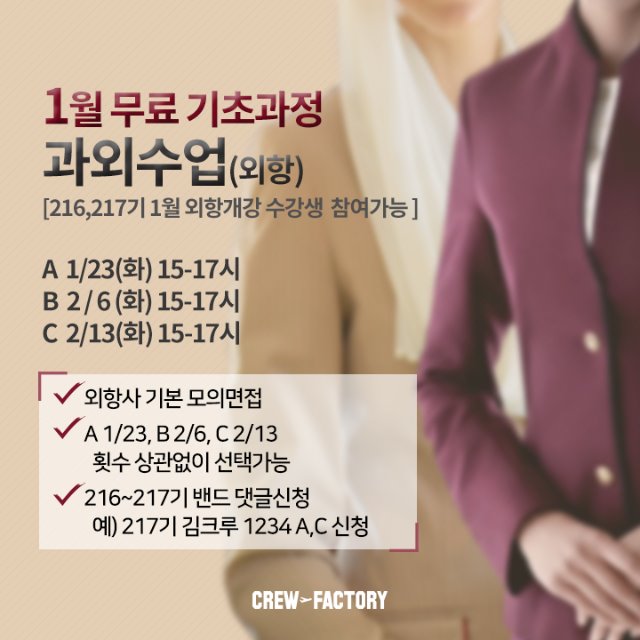 1월 무료 기초과정
과외수업(외항)
[216,217기 1월 외항개강 수강생 참여가능]
A 1/23(화) 15-17시
B 2/6(화) 15-17시
C 2/13(화) 15-17시
외항사 기본 모의면접
A 1/23, B 2/6, C 2/13
횟수 상관없이 선택가능
216~217기 밴드 댓글신청
예) 217기 김크루 1234 A,C 신청
CREW FACTORY